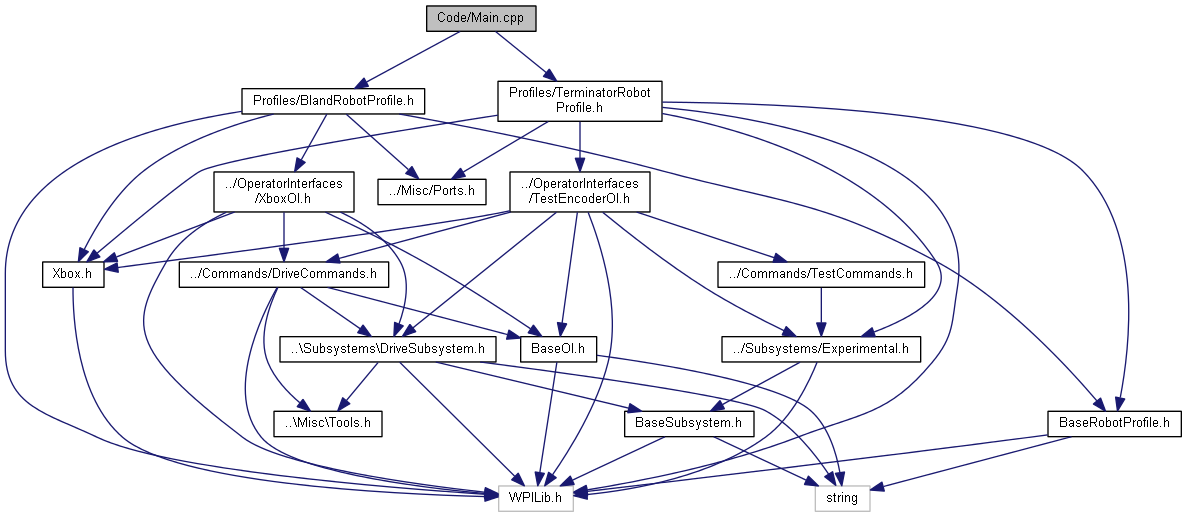 Code/Main.cpp
Profiles/BlandRobotProfile.h
Profiles/TerminatorRobot
Profile.h
../OperatorInterfaces
/XboxOI.h
../Misc/Ports.h
../OperatorInterfaces
/TestEncoderOI.h
Xbox.h
../Commands/DriveCommands.h
../Commands/TestCommands.h
..\Subsystems\DriveSubsystem.h
BaseOI.h
../Subsystems/Experimental.h
..\Misc\Tools.h
BaseSubsystem.h
BaseRobotProfile.h
WPILib.h
string